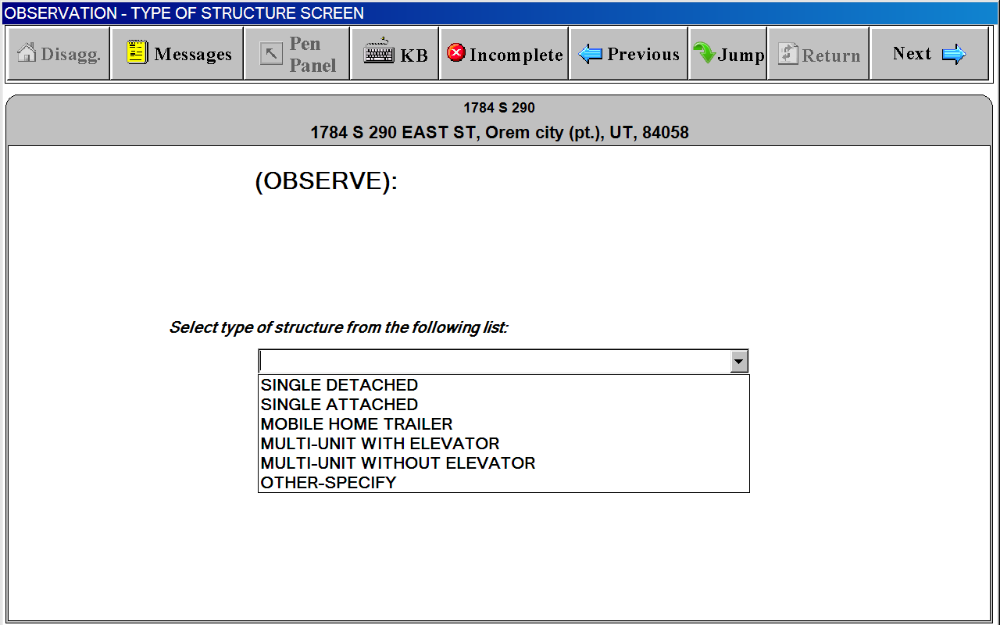 OBSERVATION - TYPE OF STRUCTURE SCREEN
Disagg. Messages Pen Panel KB Incomplete Previous Jump Return Next
1784 S 290
1784 S 290 EAST ST, Orem city (pt.), UT, 84058
(OBSERVE):
Select type of structure from the following list:
SINGLE DETACHED
SINGLE ATTACHED
MOBILE HOME TRAILER
MULTI-UNIT WITH ELEVATOR
MULTI-UNIT WITHOUT ELEVATOR
OTHER-SPECIFY